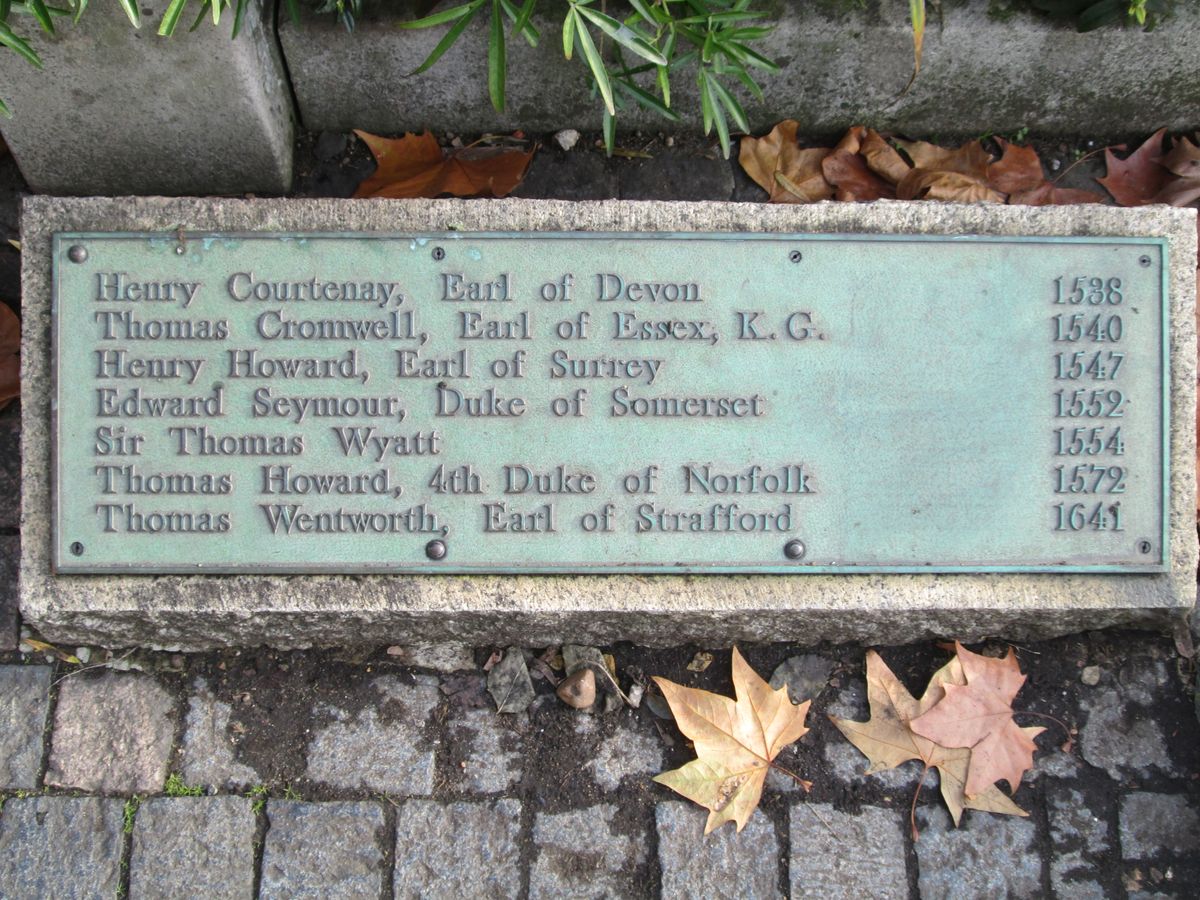 Henry Courtenay, Earl of Devon 1538
Thomas Cromwell, Earl of Essex, K.G. 1540
Henry Howard, Earl of Surrey 1547
Edward Seymour, Duke of Somerset 1552
Sir Thomas Wyatt 1554
Thomas Howard, 4th Duke of Norfolk 1572
Thomas Wentworth, Earl of Strafford 1641